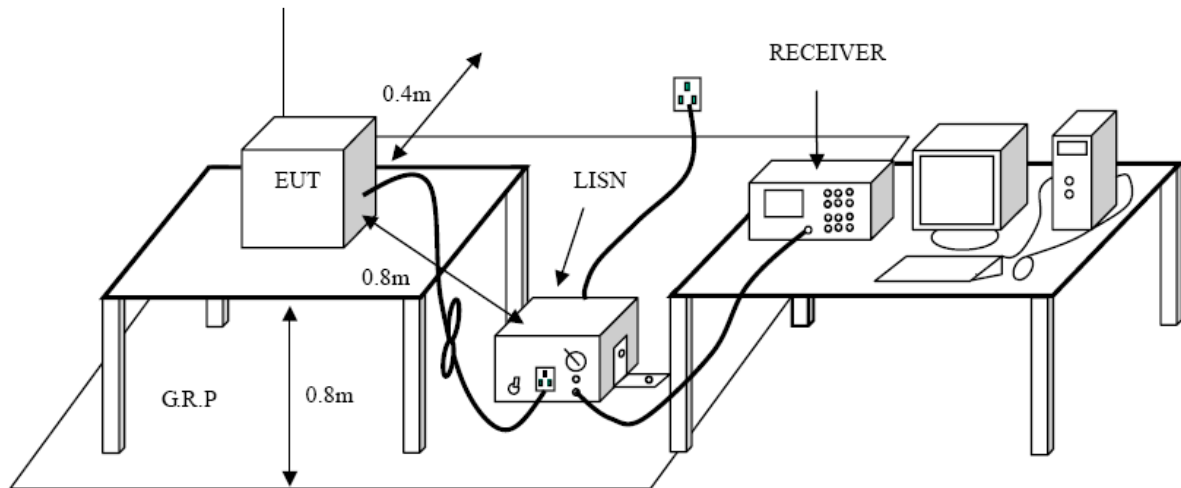 RECEIVER
0.4m
EUT
LISN
0.8m
G.R.P
0.8m